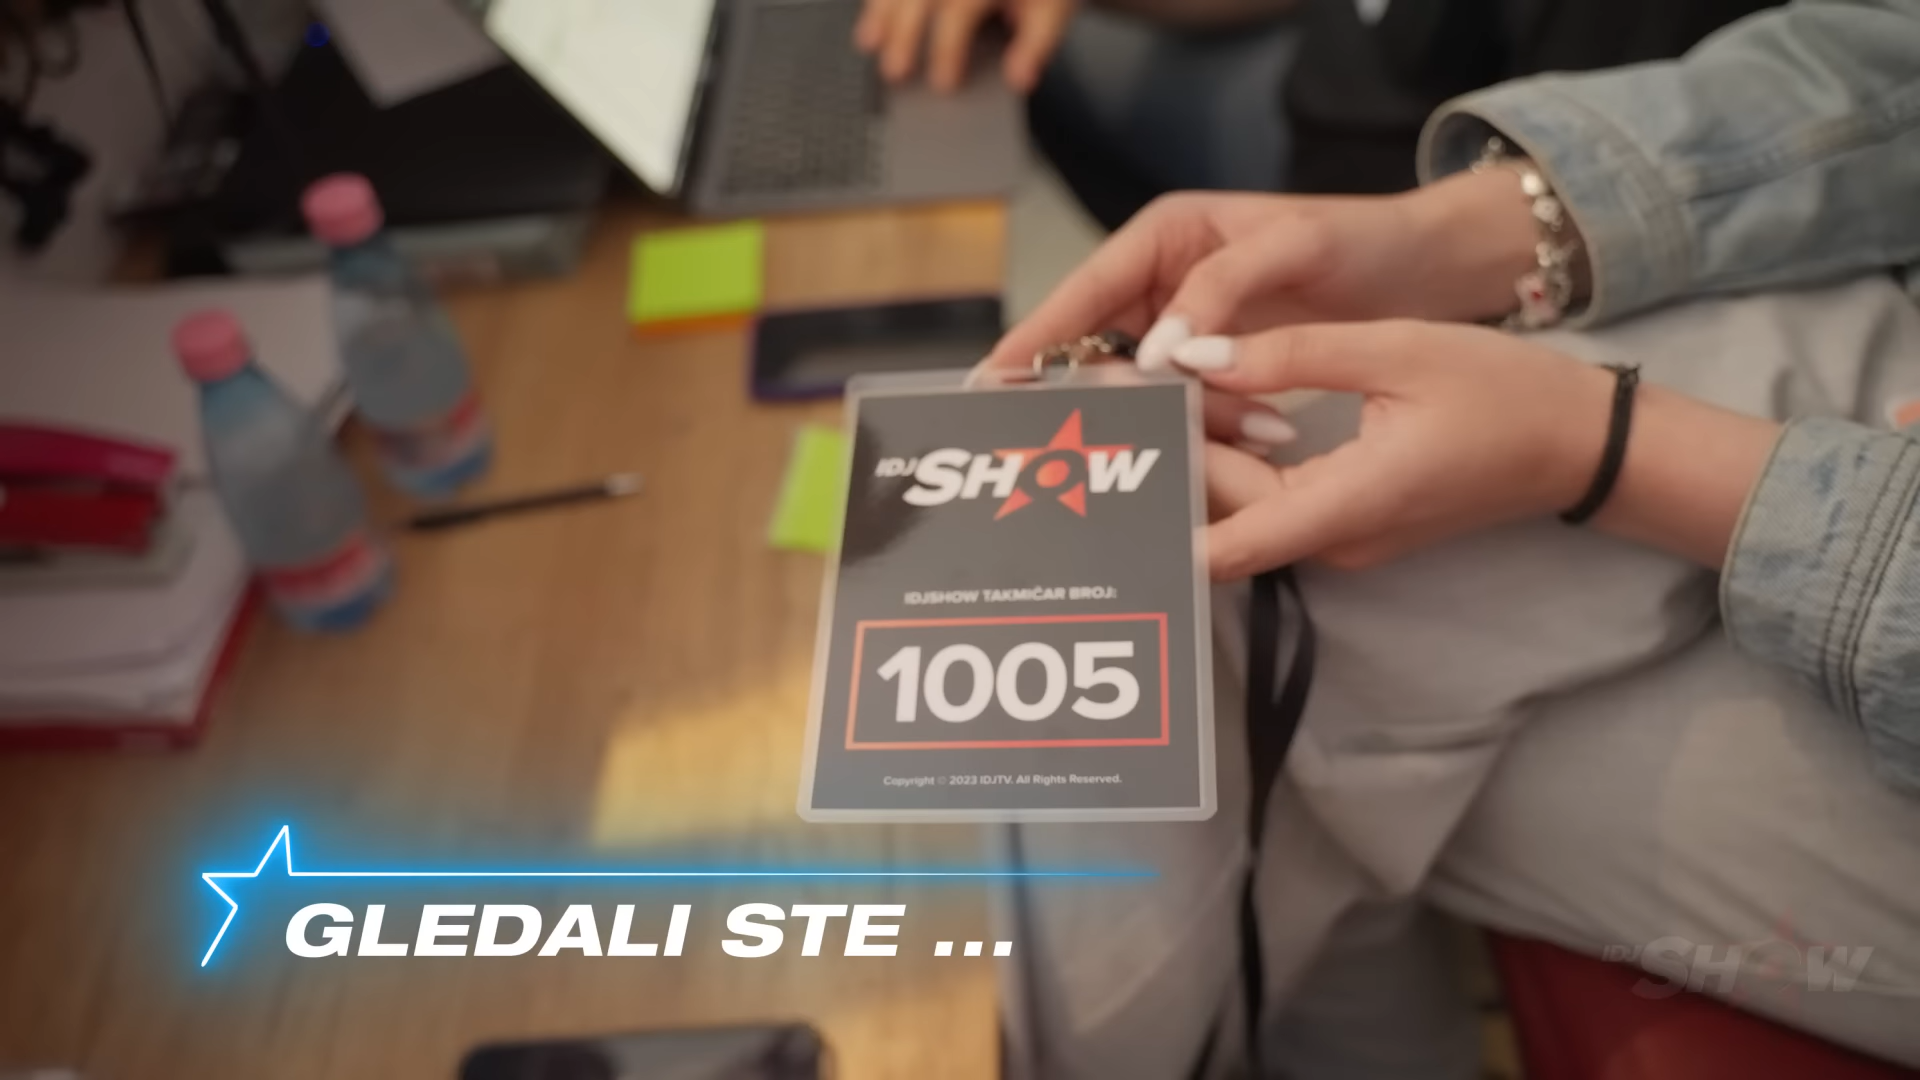 IDJSHOW
IDJSHOW TAKMIČAR BROJ:
1005
Copyright © 2023 IDJTV. All Rights Reserved.
GLEDALI STE ...
IDJSHOW